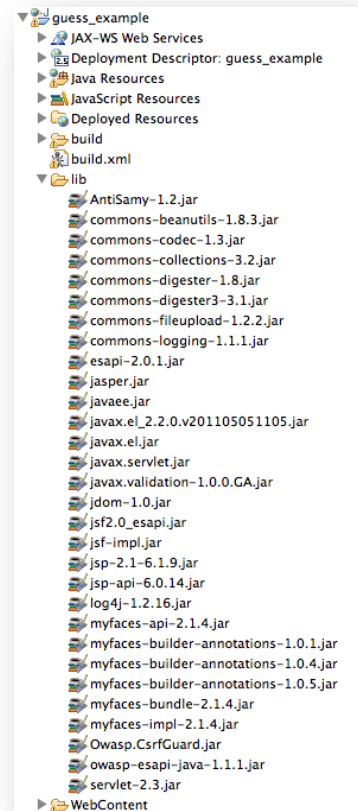 guess_example
JAX-WS Web Services
Deployment Descriptor: guess_example
Java Resources
JavaScript Resources
Deployed Resources
build
build.xml
lib
AntiSamy-1.2.jar
commons-beanutils-1.8.3.jar
commons-codec-1.3.jar
commons-collections-3.2.jar
commons-digester-1.8.jar
commons-digester3-3.1.jar
commons-fileupload-1.2.2.jar
commons-logging-1.1.1.jar
esapi-2.0.1.jar
jasper.jar
javaee.jar
javax.el_2.2.0.v201105051105.jar
javax.el.jar
javax.servlet.jar
javax.validation-1.0.0.GA.jar
jdom-1.0.jar
jsf2.0_esapi.jar
jsf-impl.jar
jsp-2.1-6.1.9.jar
jsp-api-6.0.14.jar
log4j-1.2.16.jar
myfaces-api-2.1.4.jar
myfaces-builder-annotations-1.0.1.jar
myfaces-builder-annotations-1.0.4.jar
myfaces-builder-annotations-1.0.5.jar
myfaces-bundle-2.1.4.jar
myfaces-impl-2.1.4.jar
Owasp.CsrfGuard.jar
owasp-esapi-java-1.1.1.jar
servlet-2.3.jar
WebContent